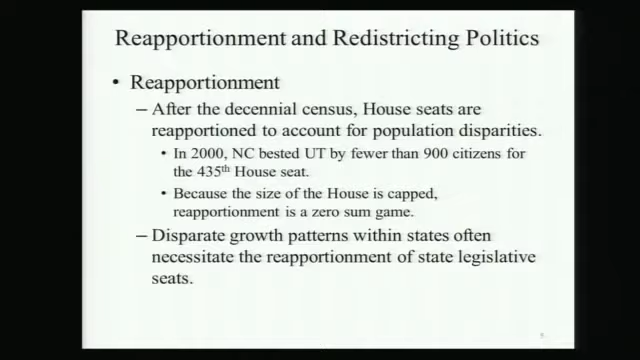 Reapportionment and Redistricting Politics
• Reapportionment
– After the decennial census, House seats are
reapportioned to account for population disparities.
• In 2000, NC bested UT by fewer than 900 citizens for
the 435th House seat.
• Because the size of the House is capped,
reapportionment is a zero sum game.
– Disparate growth patterns within states often
necessitate the reapportionment of state legislative
seats.